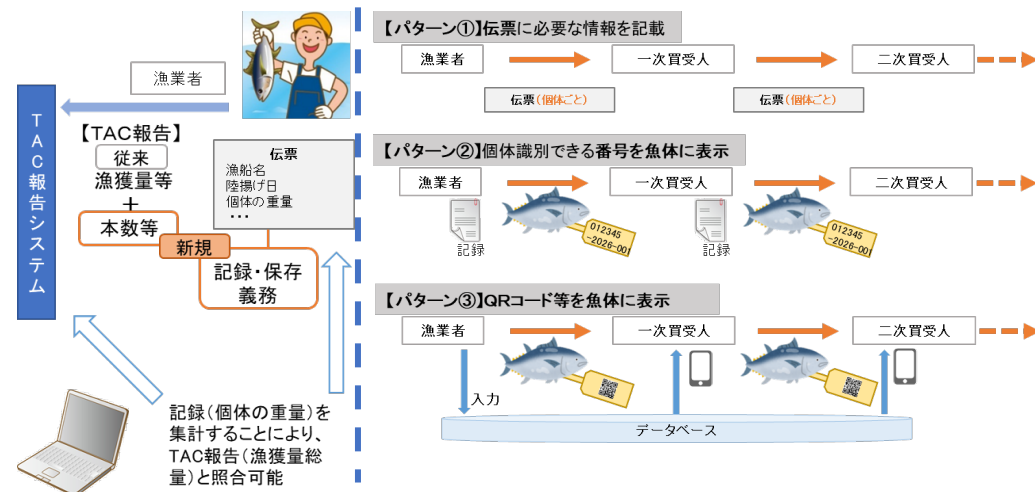 漁業者
TAC報告システム
【TAC報告】
従来
漁獲量等
＋
本数等
新規
記録・保存
義務
伝票
漁船名
陸揚げ日
個体の重量
・・・
記録（個体の重量）を
集計することにより、
TAC報告（漁獲量総
量）と照合可能
【パターン①】伝票に必要な情報を記載
漁業者
一次買受人
二次買受人
伝票（個体ごと）
伝票（個体ごと）
【パターン②】個体識別できる番号を魚体に表示
漁業者
一次買受人
二次買受人
記録
012345
-2026-001
記録
012345
-2026-001
【パターン③】QRコード等を魚体に表示
漁業者
一次買受人
二次買受人
入力
データベース